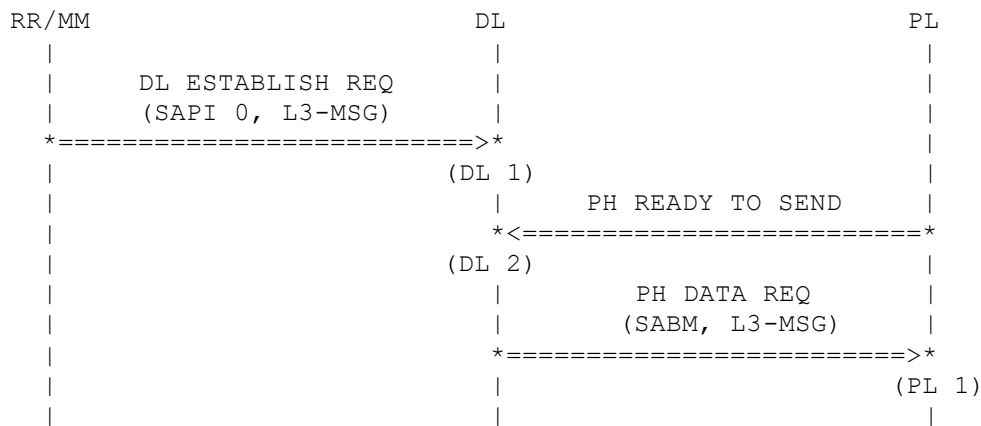 RR/MM DL PL
DL ESTABLISH REQ
(SAPI 0, L3-MSG)
*==========================>*
(DL 1)
PH READY TO SEND
*<=========================*
(DL 2)
PH DATA REQ
(SABM, L3-MSG)
*=========================>*
(PL 1)